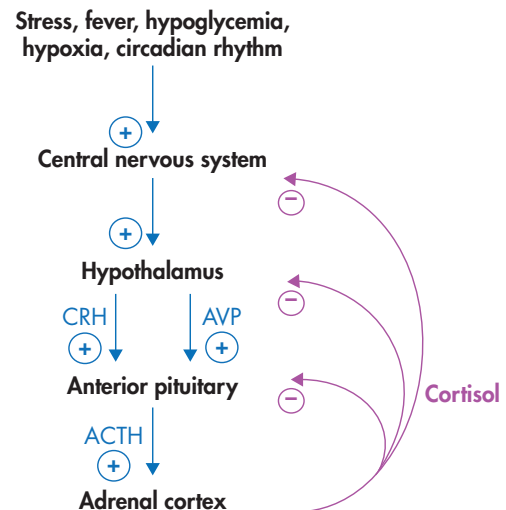 Stress, fever, hypoglycemia,
hypoxia, circadian rhythm
+
Central nervous system
−
+
Hypothalamus
−
CRH
AVP
+
+
Anterior pituitary
−
Cortisol
ACTH
+
Adrenal cortex